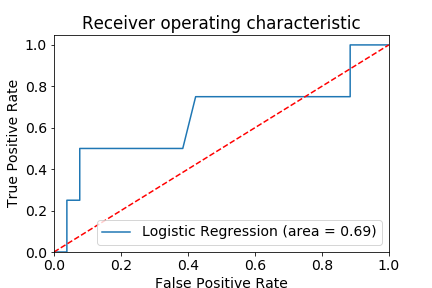 Receiver operating characteristic
True Positive Rate
1.0
0.8
0.6
0.4
0.2
0.0
Logistic Regression (area = 0.69)
0.0 0.2 0.4 0.6 0.8 1.0
False Positive Rate